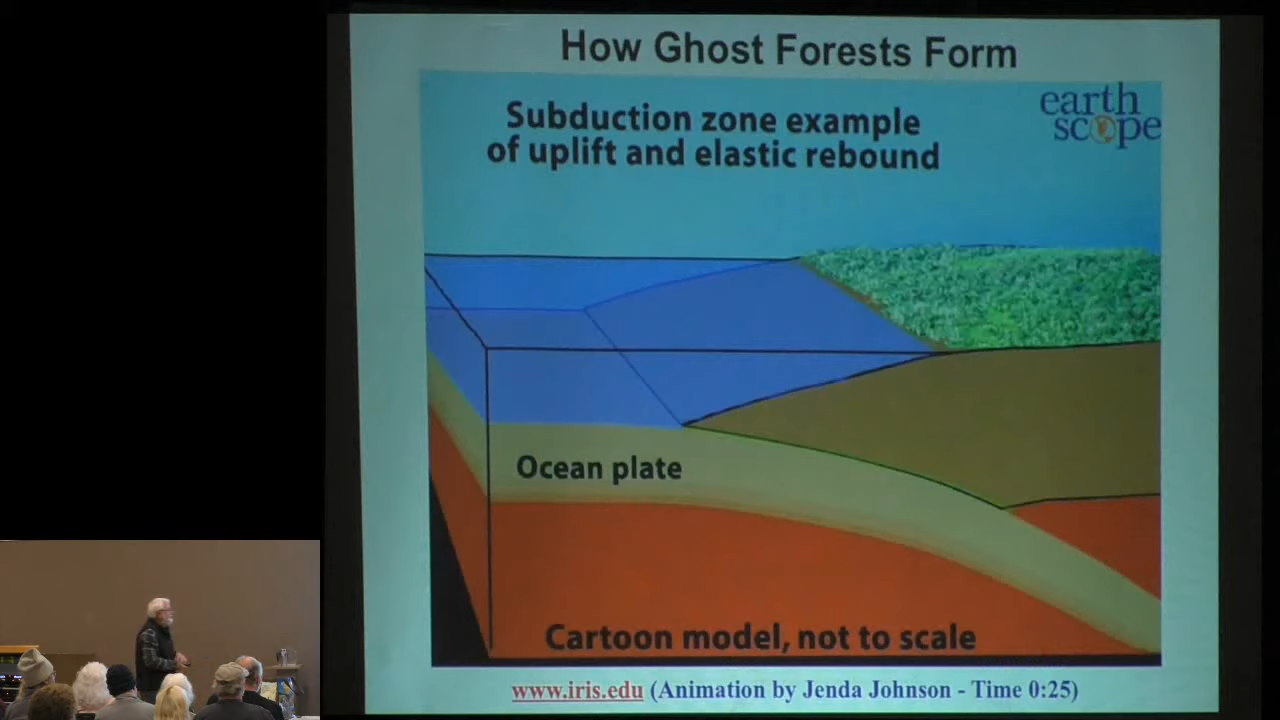 How Ghost Forests Form
earth
scope
Subduction zone example
of uplift and elastic rebound
Ocean plate
Cartoon model, not to scale
www.iris.edu (Animation by Jenda Johnson - Time 0:25)